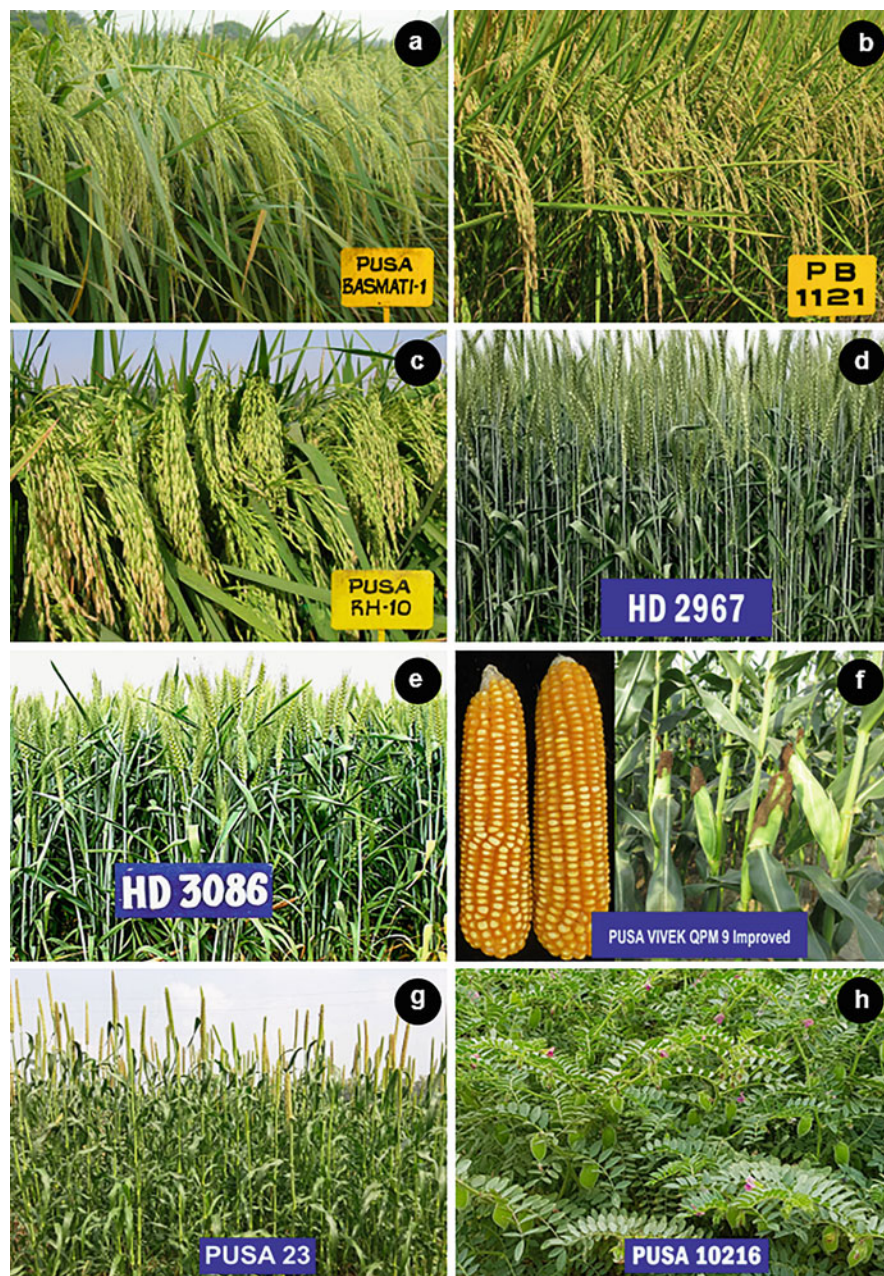 a
PUSA
BASMATI-1
b
PB
1121
c
PUSA
RH-10
d
HD 2967
e
HD 3086
f
PUSA VIVEK QPM 9 Improved
g
PUSA 23
h
PUSA 10216